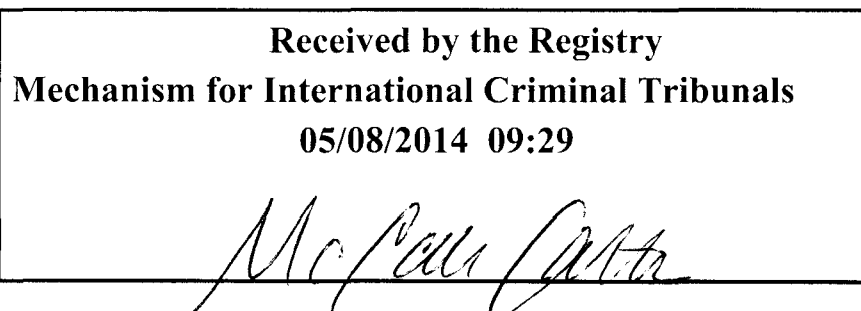 Received by the Registry
Mechanism for International Criminal Tribunals
05/08/2014 09:29